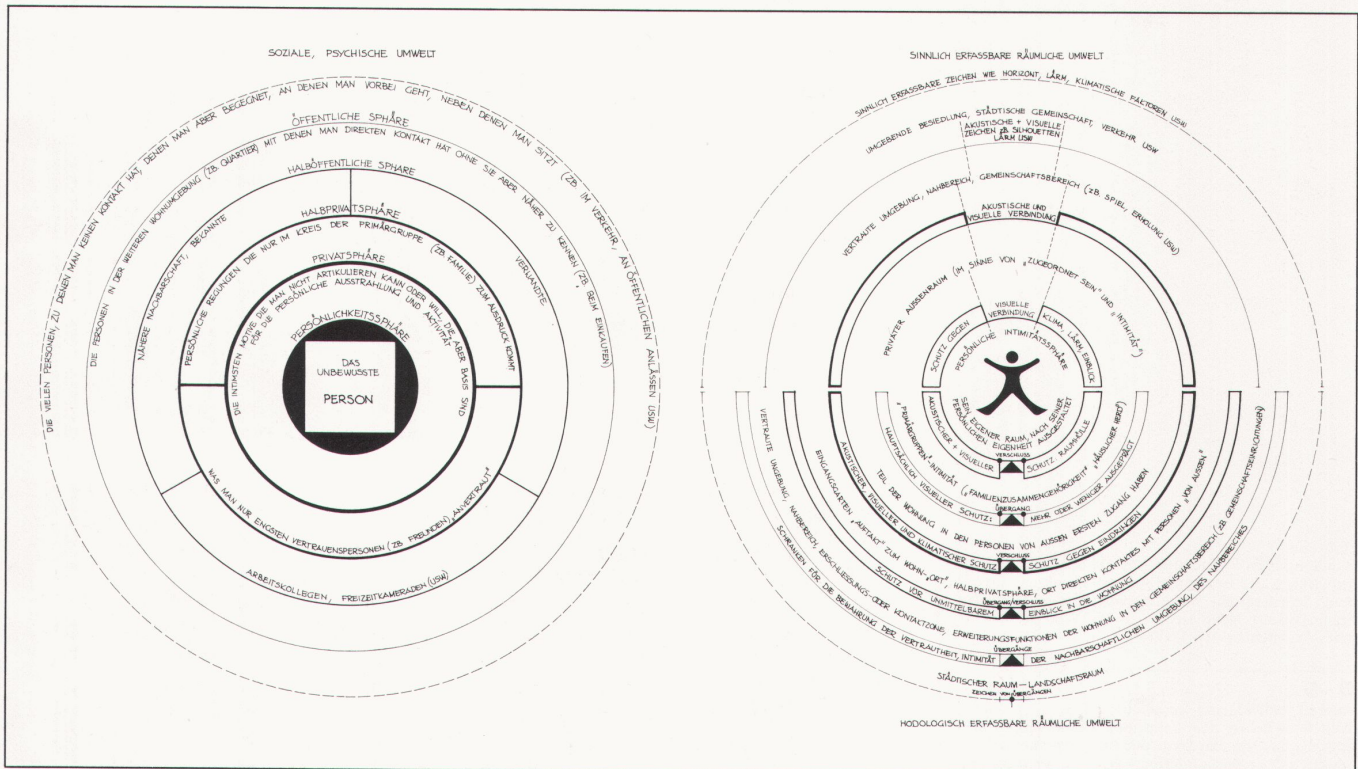 SOZIALE, PSYCHISCHE UMWELT
DIE VIELEN PERSONEN, ZU DENEN MAN KEINEN KONTAKT HAT, DENEN MAN ABER BEGEGNET, AN DENEN MAN VORBEI GEHT, NEBEN DENEN MAN SITZT (ZB. IM VERKEHR, AN ÖFFENTLICHEN ANLÄSSEN USW)
ÖFFENTLICHE SPHÄRE
DIE PERSONEN IN DER WEITEREN WOHNUMGEBUNG (ZB. QUARTIER) MIT DENEN MAN DIREKTEN KONTAKT HAT OHNE SIE ABER NÄHER ZU KENNEN (ZB. BEIM EINKAUFEN)
HALBÖFFENTLICHE SPHÄRE
NÄHERE NACHBARSCHAFT, BEKANNTE
VERWANDTE
HALBPRIVATSPHÄRE
PERSÖNLICHE REGUNGEN DIE NUR IM KREIS DER PRIMÄRGRUPPE (ZB. FAMILIE) ZUM AUSDRUCK KOMMT
PRIVATSPHÄRE
DIE INTIMSTEN MOTIVE DIE MAN NICHT ARTIKULIEREN KANN ODER WILL, DIE ABER BASIS SIND
FÜR DIE PERSÖNLICHE AUSSTRAHLUNG UND AKTIVITÄT
PERSÖNLICHKEITSSPHÄRE
DAS
UNBEWUSSTE
PERSON
WAS MAN NUR ENGSTEN VERTRAUENSPERSONEN (ZB FREUNDEN) „ANVERTRAUT"
ARBEITSKOLLEGEN, FREIZEITKAMERADEN (USW)
SINNLICH ERFASSBARE RÄUMLICHE UMWELT
SINNLICH ERFASSBARE ZEICHEN WIE HORIZONT, LÄRM, KLIMATISCHE FAKTOREN USW
UMGEBENDE BESIEDLUNG, STÄDTISCHE GEMEINSCHAFT, VERKEHR USW
AKUSTISCHE + VISUELLE
ZEICHEN ZB SILHOUETTEN
LÄRM USW
VERTRAUTE UMGEBUNG, NAHBEREICH, GEMEINSCHAFTSBEREICH (ZB. SPIEL, ERHOLUNG USW)
AKUSTISCHE UND
VISUELLE VERBINDUNG
PRIVATER AUSSENRAUM (IM SINNE VON „ZUGEORDNET SEIN" UND „INTIMITÄT")
VISUELLE
VERBINDUNG
SCHUTZ GEGEN
KLIMA, LÄRM, EINBLICK
PERSÖNLICHE INTIMITÄTSSPHÄRE
SEIN EIGENER RAUM, NACH SEINER
PERSÖNLICHEN EIGENHEIT AUSGESTALTET
VERSCHLUSS
AKUSTISCHER + VISUELLER
SCHUTZ RAUMHÜLLE
„PRIMÄRGRUPPEN"-INTIMITÄT („FAMILIENZUSAMMENGEHÖRIGKEIT" „HÄUSLICHER HERD")
ÜBERGANG
HAUPTSÄCHLICH VISUELLER SCHUTZ:
MEHR ODER WENIGER AUSGEPRÄGT
TEIL DER WOHNUNG IN DEN PERSONEN VON AUSSEN ERSTEN ZUGANG HABEN
VERSCHLUSS
AKUSTISCHER, VISUELLER UND KLIMATISCHER SCHUTZ
SCHUTZ GEGEN EINDRINGEN
EINGANGSGARTEN „AUFTAKT" ZUM WOHN-„ORT", HALBPRIVATSPHÄRE, ORT DIREKTEN KONTAKTES MIT PERSONEN „VON AUSSEN"
ÜBERGANG/VERSCHLUSS
SCHUTZ VOR UNMITTELBAREM
EINBLICK IN DIE WOHNUNG
VERTRAUTE UMGEBUNG, NAHBEREICH, ERSCHLIESSUNGS- ODER KONTAKTZONE, ERWEITERUNGSFUNKTIONEN DER WOHNUNG IN DEN GEMEINSCHAFTSBEREICH (ZB. GEMEINSCHAFTSEINRICHTUNGEN)
ÜBERGÄNGE
SCHRANKEN FÜR DIE BEWAHRUNG DER VERTRAUTHEIT, INTIMITÄT
DER NACHBARSCHAFTLICHEN UMGEBUNG, DES NAHBEREICHES
STÄDTISCHER RAUM – LANDSCHAFTSRAUM
ZEICHEN VON ÜBERGÄNGEN
HODOLOGISCH ERFASSBARE RÄUMLICHE UMWELT